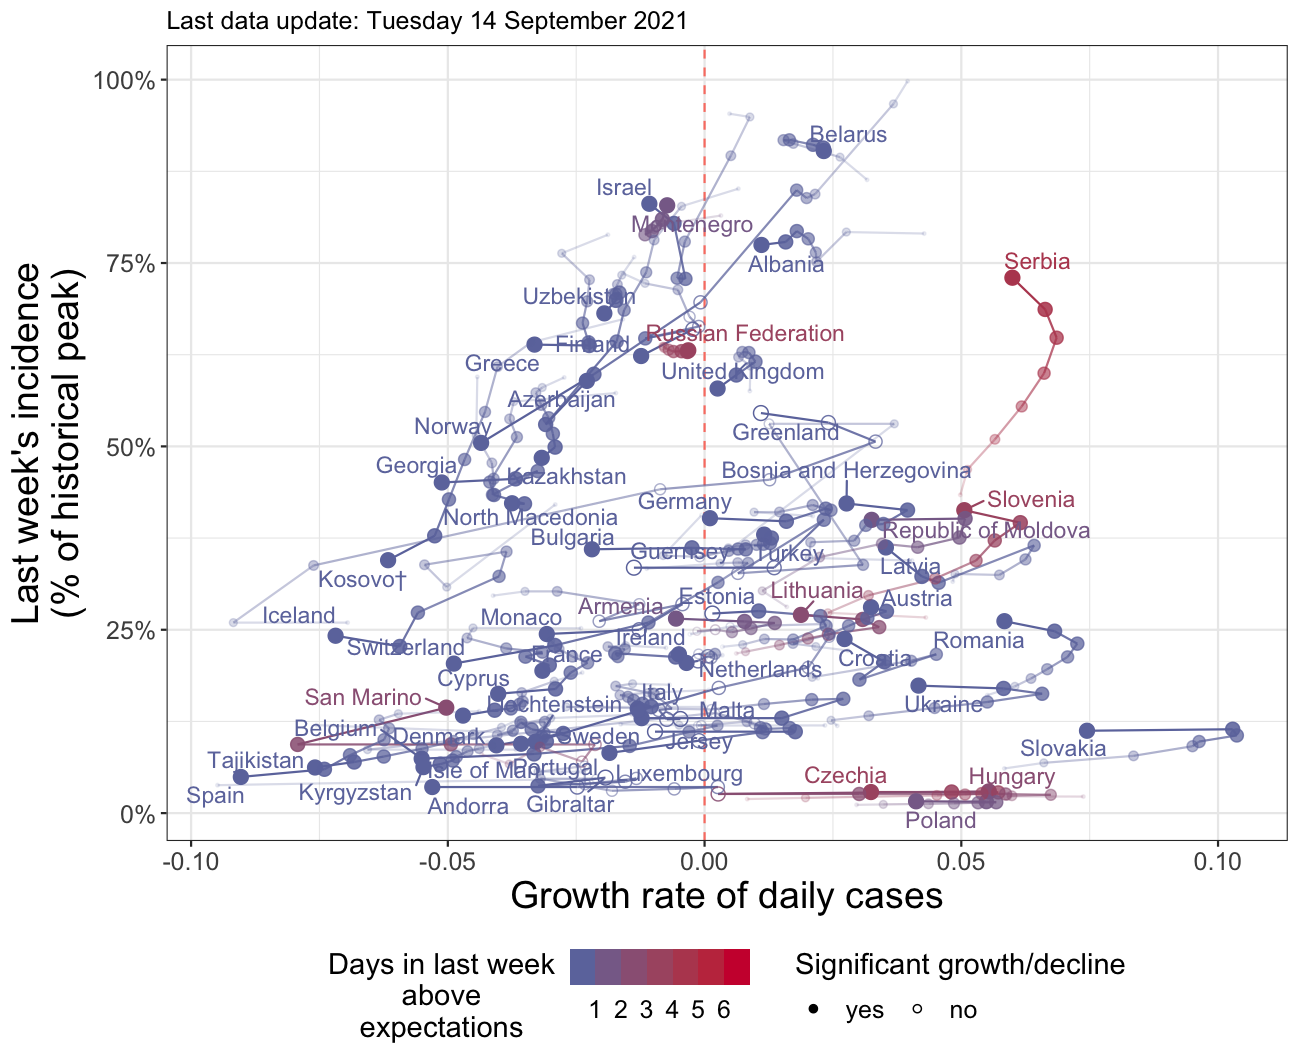 Last data update: Tuesday 14 September 2021
Last week's incidence
(% of historical peak)
100%
75%
50%
25%
0%
Belarus
Israel
Montenegro
Albania
Serbia
Uzbekistan
Russian Federation
Finland
Greece
United Kingdom
Azerbaijan
Norway
Greenland
Georgia
Kazakhstan
Bosnia and Herzegovina
Germany
Slovenia
North Macedonia
Republic of Moldova
Bulgaria
Guernsey
Turkey
Kosovo†
Latvia
Lithuania
Estonia
Austria
Armenia
Iceland
Monaco
Ireland
Romania
Switzerland
France
Croatia
Netherlands
Cyprus
San Marino
Liechtenstein
Italy
Malta
Ukraine
Belgium
Denmark
Sweden
Jersey
Slovakia
Tajikistan
Isle of Man
Portugal
Luxembourg
Czechia
Hungary
Spain
Kyrgyzstan
Andorra
Gibraltar
Poland
-0.10
-0.05
0.00
0.05
0.10
Growth rate of daily cases
Days in last week
above
expectations
1 2 3 4 5 6
Significant growth/decline
yes
no